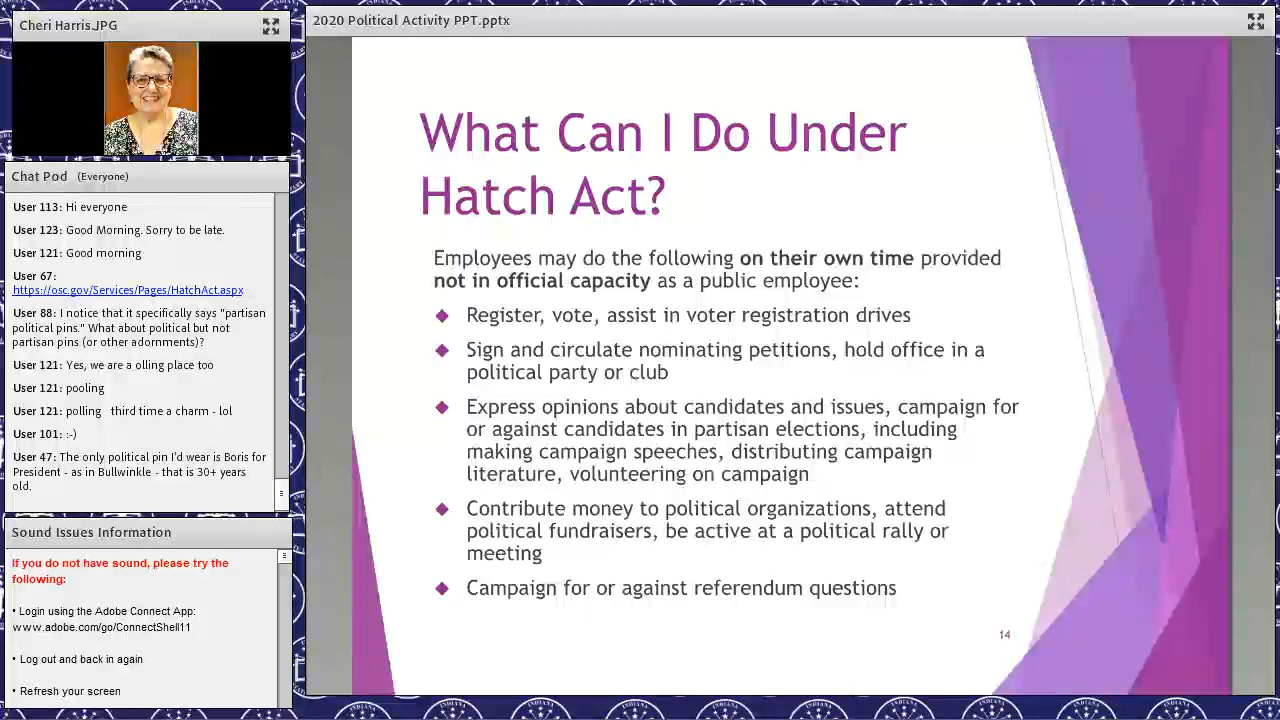 Cheri Harris.JPG
2020 Political Activity PPT.pptx
Chat Pod (Everyone)
User 113: Hi everyone
User 123: Good Morning. Sorry to be late.
User 121: Good morning
User 67:
https://osc.gov/Services/Pages/HatchAct.aspx
User 88: I notice that it specifically says "partisan
political pins." What about political but not
partisan pins (or other adornments)?
User 121: Yes, we are a olling place too
User 121: pooling
User 121: polling third time a charm - lol
User 101: :-)
User 47: The only political pin I'd wear is Boris for
President - as in Bullwinkle - that is 30+ years
old.
Sound Issues Information
If you do not have sound, please try the
following:
• Login using the Adobe Connect App:
www.adobe.com/go/ConnectShell11
• Log out and back in again
• Refresh your screen
What Can I Do Under
Hatch Act?
Employees may do the following on their own time provided
not in official capacity as a public employee:
Register, vote, assist in voter registration drives
Sign and circulate nominating petitions, hold office in a
political party or club
Express opinions about candidates and issues, campaign for
or against candidates in partisan elections, including
making campaign speeches, distributing campaign
literature, volunteering on campaign
Contribute money to political organizations, attend
political fundraisers, be active at a political rally or
meeting
Campaign for or against referendum questions
14
INDIANA